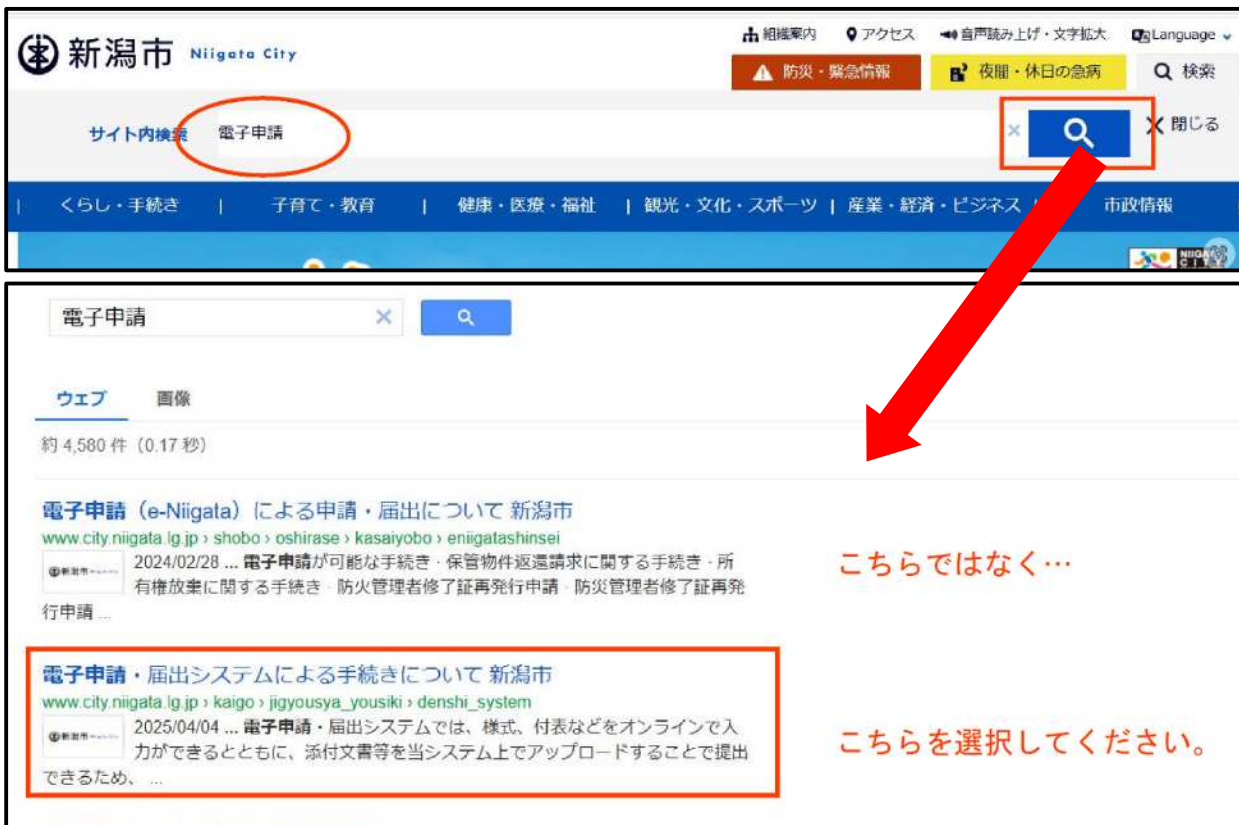 新潟市 Niigata City
組織案内 アクセス 音声読み上げ・文字拡大 Language
防災・緊急情報 夜間・休日の急病 検索
サイト内検索 電子申請 × 閉じる
| くらし・手続き | 子育て・教育 | 健康・医療・福祉 | 観光・文化・スポーツ | 産業・経済・ビジネス | 市政情報
電子申請 ×
ウェブ 画像
約 4,580 件 (0.17 秒)
電子申請（e-Niigata）による申請・届出について 新潟市
www.city.niigata.lg.jp › shobo › oshirase › kasaiyobo › eniigatashinsei
2024/02/28 ... 電子申請が可能な手続き · 保管物件返還請求に関する手続き · 所
有権放棄に関する手続き · 防火管理者修了証再発行申請 · 防災管理者修了証再発
行申請 ...
こちらではなく…
電子申請・届出システムによる手続きについて 新潟市
www.city.niigata.lg.jp › kaigo › jigyousya_yousiki › denshi_system
2025/04/04 ... 電子申請・届出システムでは、様式、付表などをオンラインで入
力ができるとともに、添付文書等を当システム上でアップロードすることで提出
できるため、 ...
こちらを選択してください。